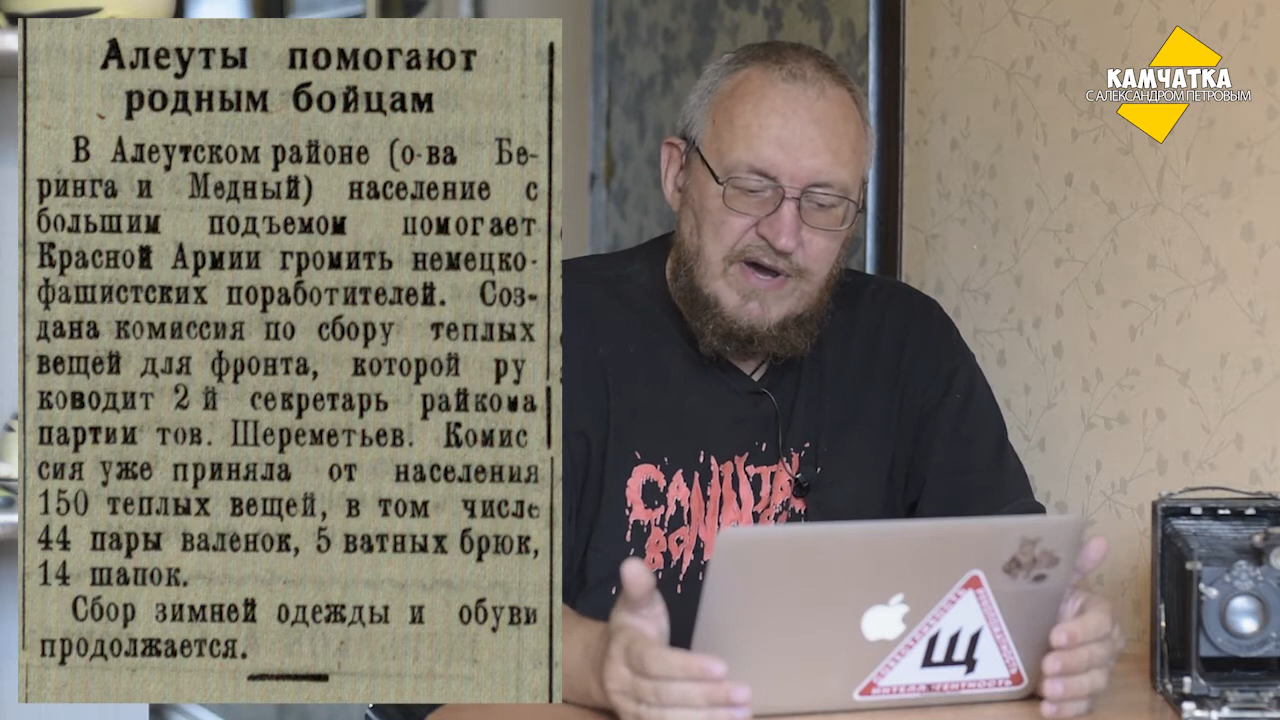 Алеуты помогают
родным бойцам
В Алеутском районе (о-ва Бе-
ринга и Медный) население с
большим подъемом помогает
Красной Армии громить немецко-
фашистских поработителей. Соз-
дана комиссия по сбору теплых
вещей для фронта, которой ру
ководит 2 й секретарь райкома
партии тов. Шереметьев. Комис
сия уже приняла от населения
150 теплых вещей, в том числе
44 пары валенок, 5 ватных брюк,
14 шапок.
Сбор зимней одежды и обуви
продолжается.
КАМЧАТКА
С АЛЕКСАНДРОМ ПЕТРОВЫМ
CANNIBAL
Щ